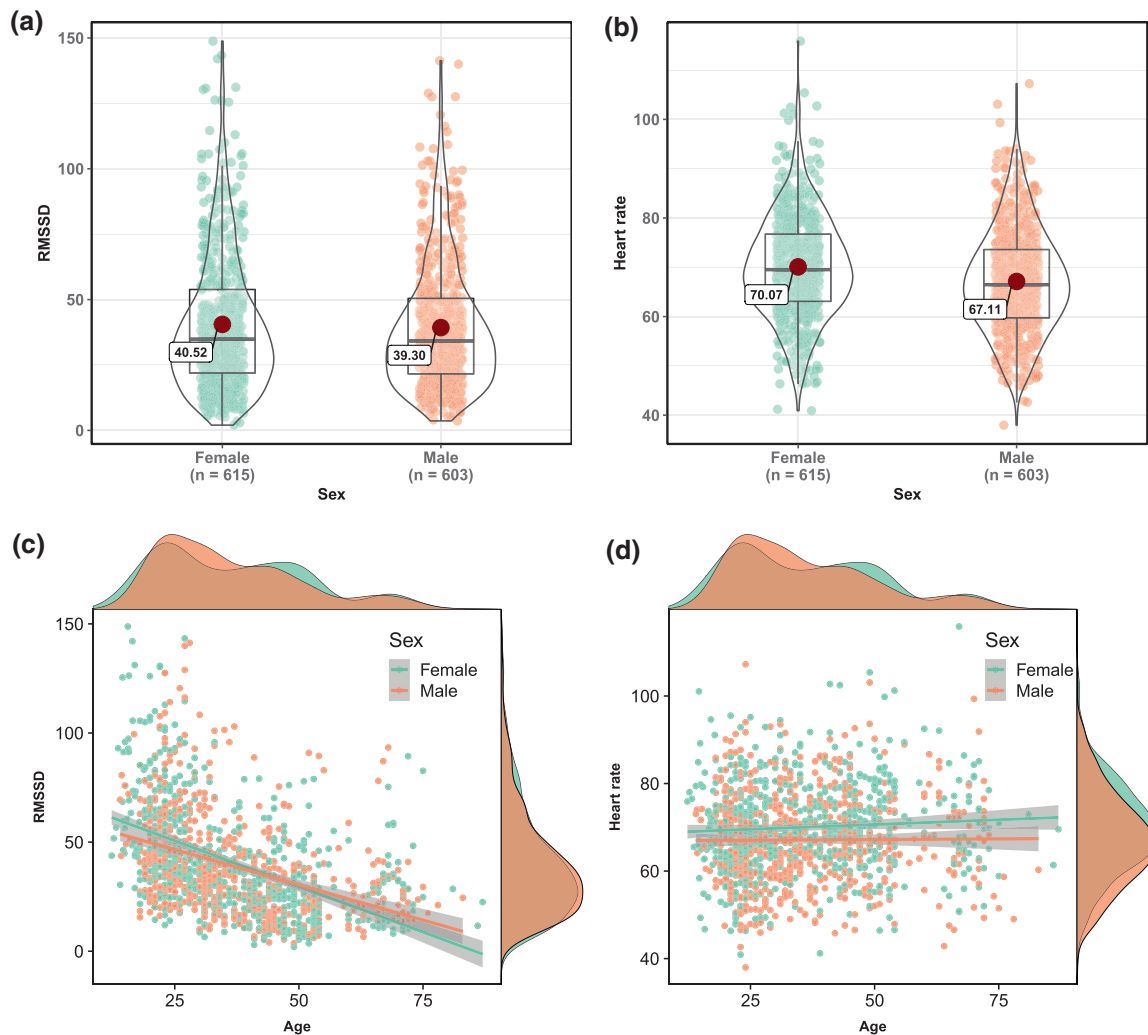 (a)
150
100
50
0
RMSSD
40.52
39.30
Female
(n = 615)
Male
(n = 603)
Sex
(b)
100
80
60
40
Heart rate
70.07
67.11
Female
(n = 615)
Male
(n = 603)
Sex
(c)
150
100
50
0
RMSSD
Sex
Female
Male
25
50
75
Age
(d)
100
80
60
40
Heart rate
Sex
Female
Male
25
50
75
Age